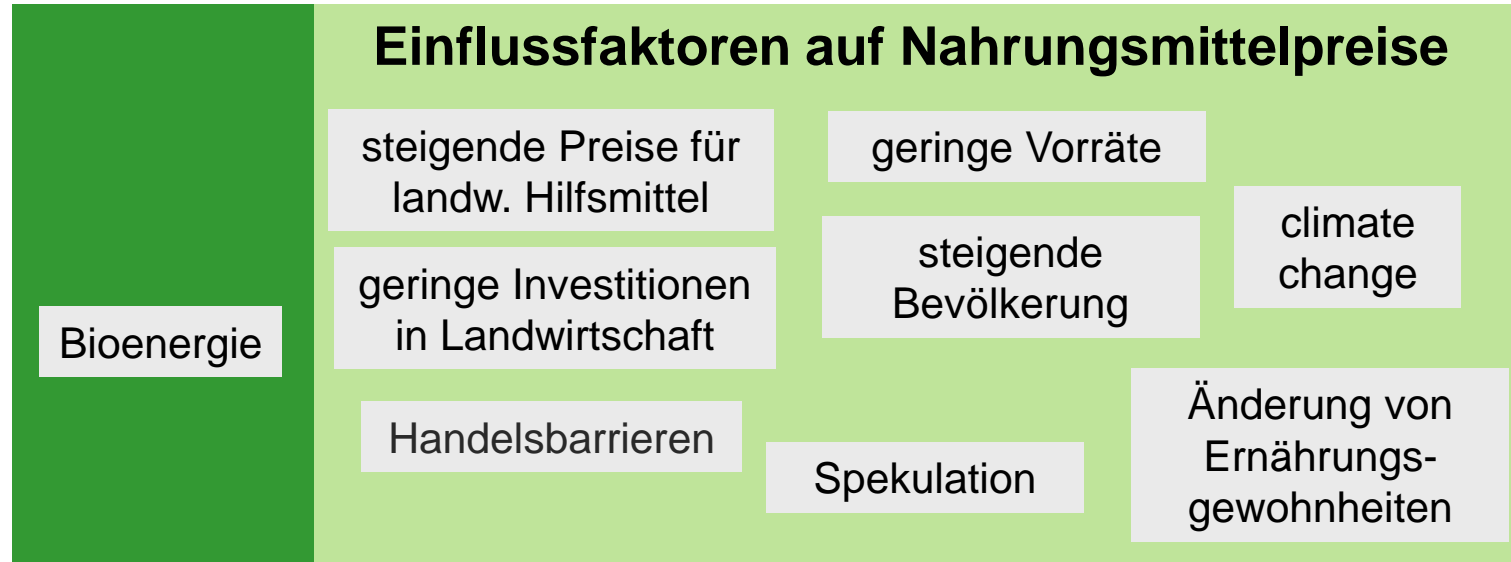 Einflussfaktoren auf Nahrungsmittelpreise
steigende Preise für
landw. Hilfsmittel
geringe Vorräte
climate
change
steigende
Bevölkerung
geringe Investitionen
in Landwirtschaft
Bioenergie
Handelsbarrieren
Spekulation
Änderung von
Ernährungs-
gewohnheiten